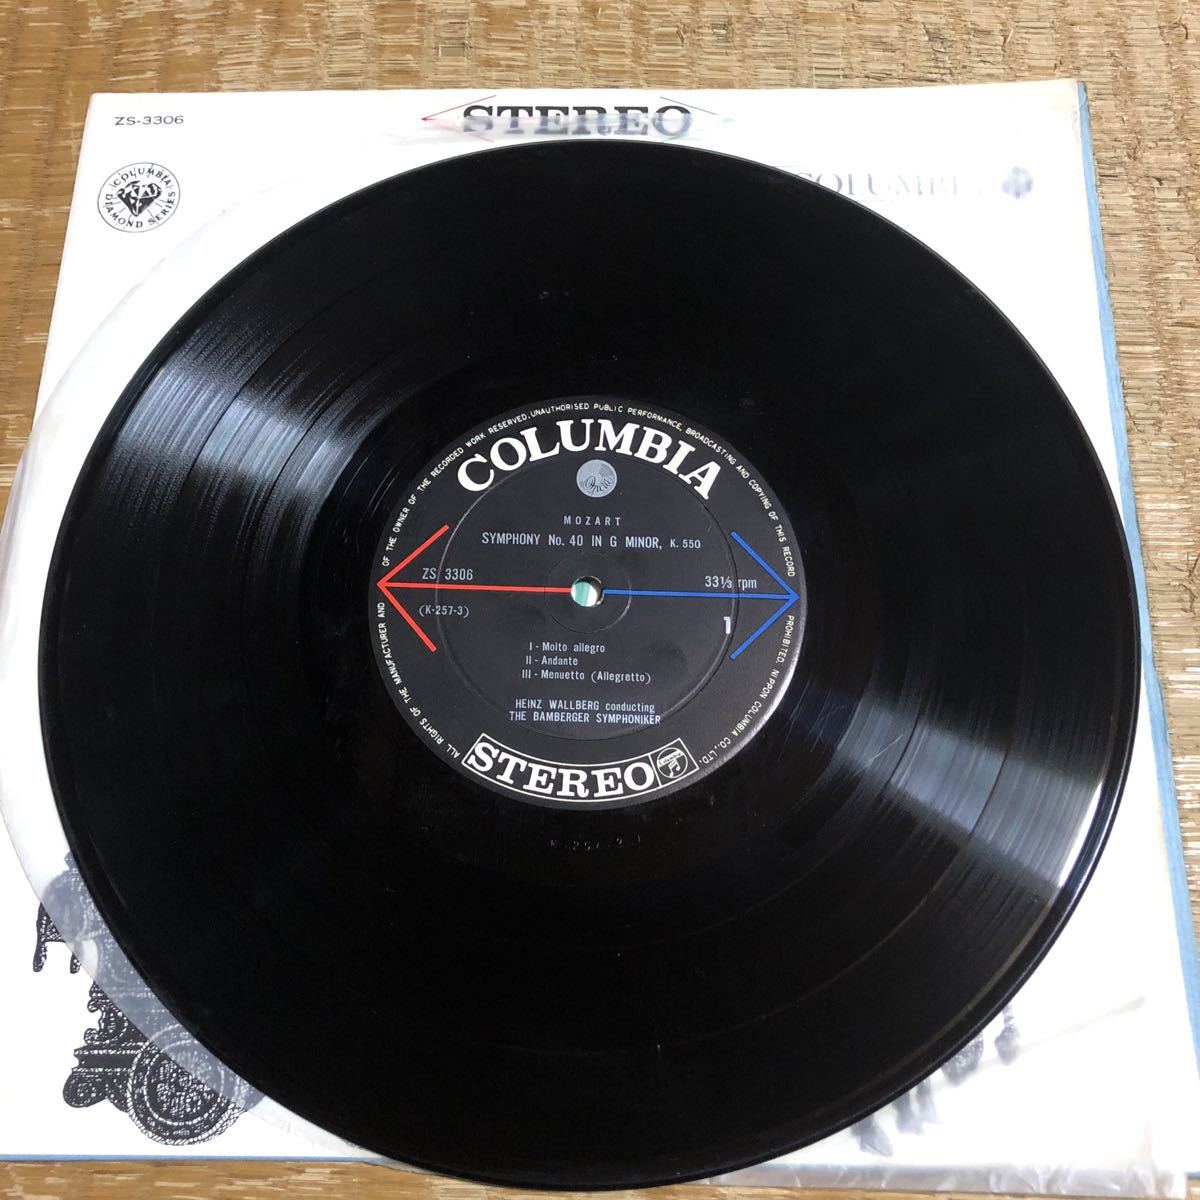 ZS-3306
STEREO
COLUMBIA
DIAMOND SERIES
COLUMBIA
ALL RIGHTS OF THE MANUFACTURER AND OF THE OWNER OF THE RECORDED WORK RESERVED. UNAUTHORISED PUBLIC PERFORMANCE, BROADCASTING AND COPYING OF THIS RECORD PROHIBITED. NIPPON COLUMBIA CO., LTD.
COLUMBIA
MOZART
SYMPHONY No. 40 IN G MINOR, K. 550
ZS 3306
33⅓ rpm
(K-257-3)
1
I - Molto allegro
II - Andante
III - Menuetto (Allegretto)
HEINZ WALLBERG conducting
THE BAMBERGER SYMPHONIKER
STEREO